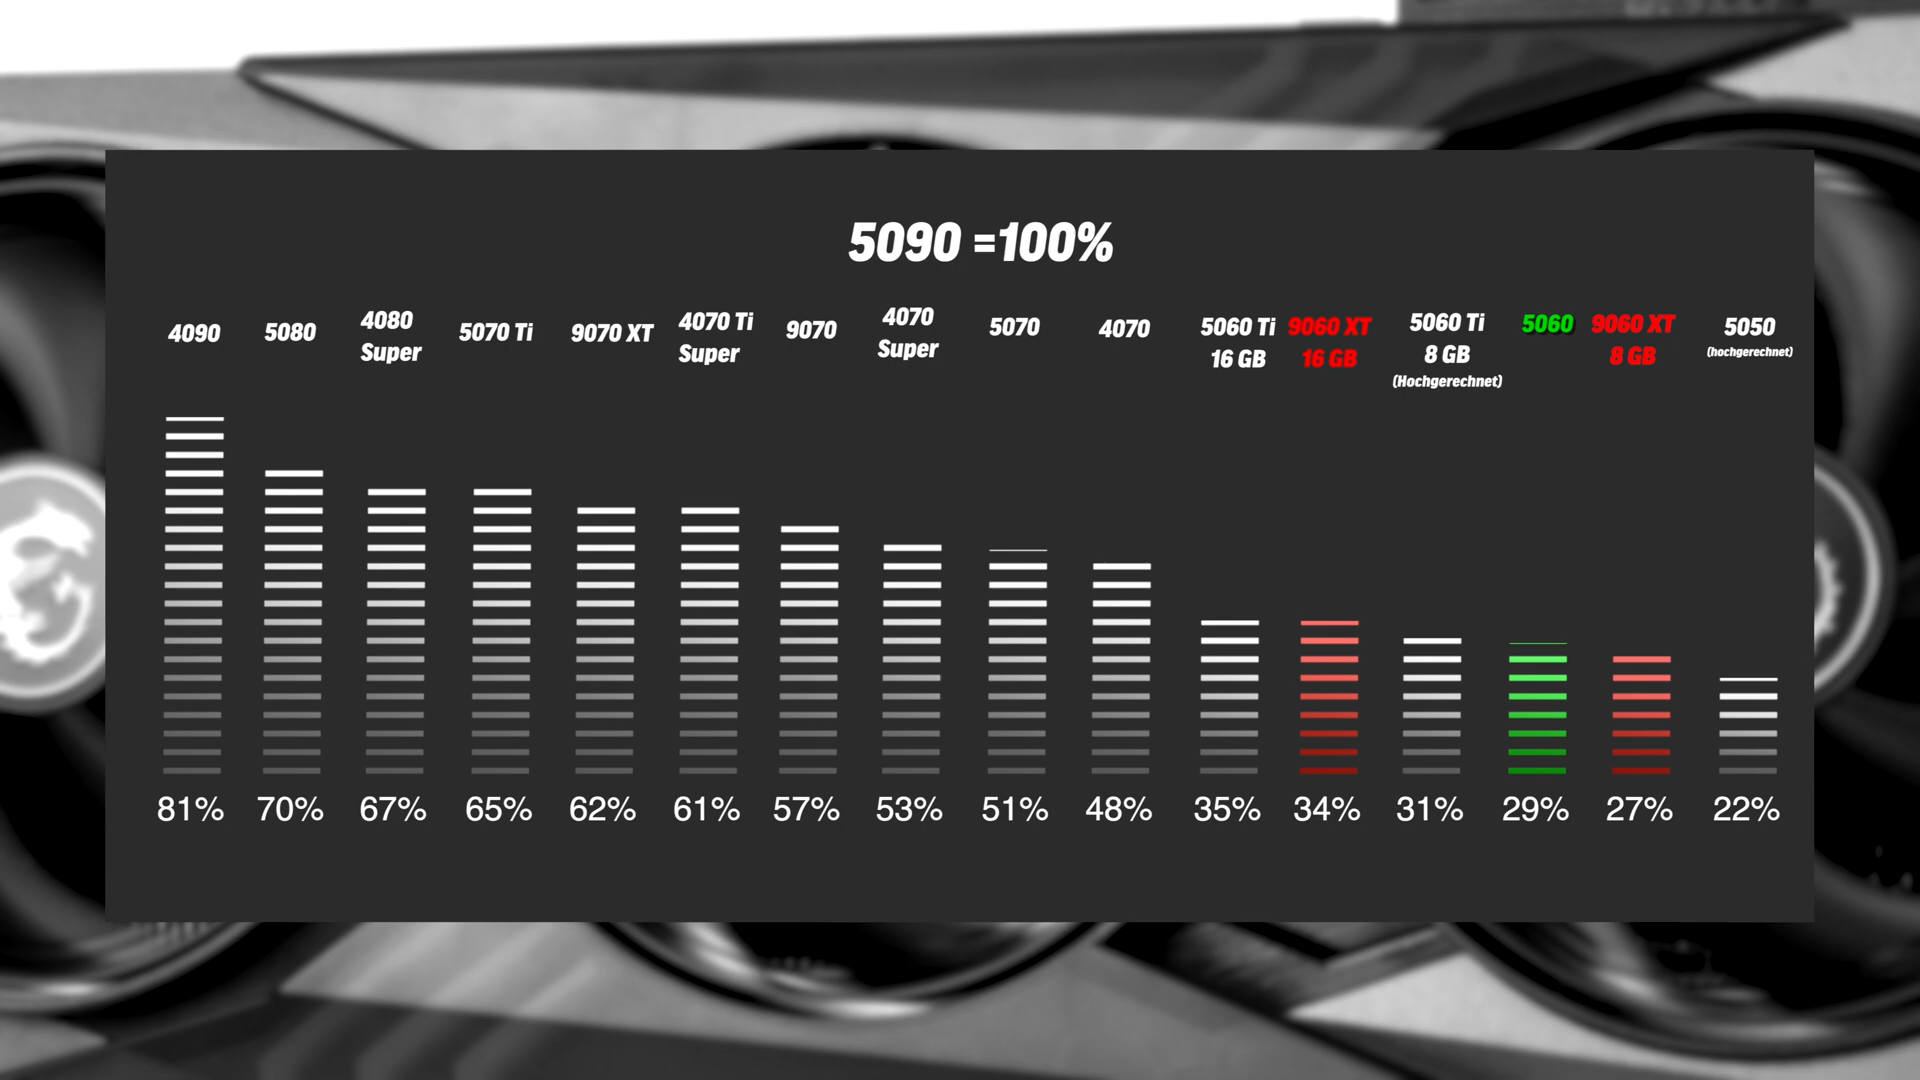 5090 =100%
4090
5080
4080
Super
5070 Ti
9070 XT
4070 Ti
Super
9070
4070
Super
5070
4070
5060 Ti
16 GB
9060 XT
16 GB
5060 Ti
8 GB
(Hochgerechnet)
5060
9060 XT
8 GB
5050
(hochgerechnet)
81%
70%
67%
65%
62%
61%
57%
53%
51%
48%
35%
34%
31%
29%
27%
22%